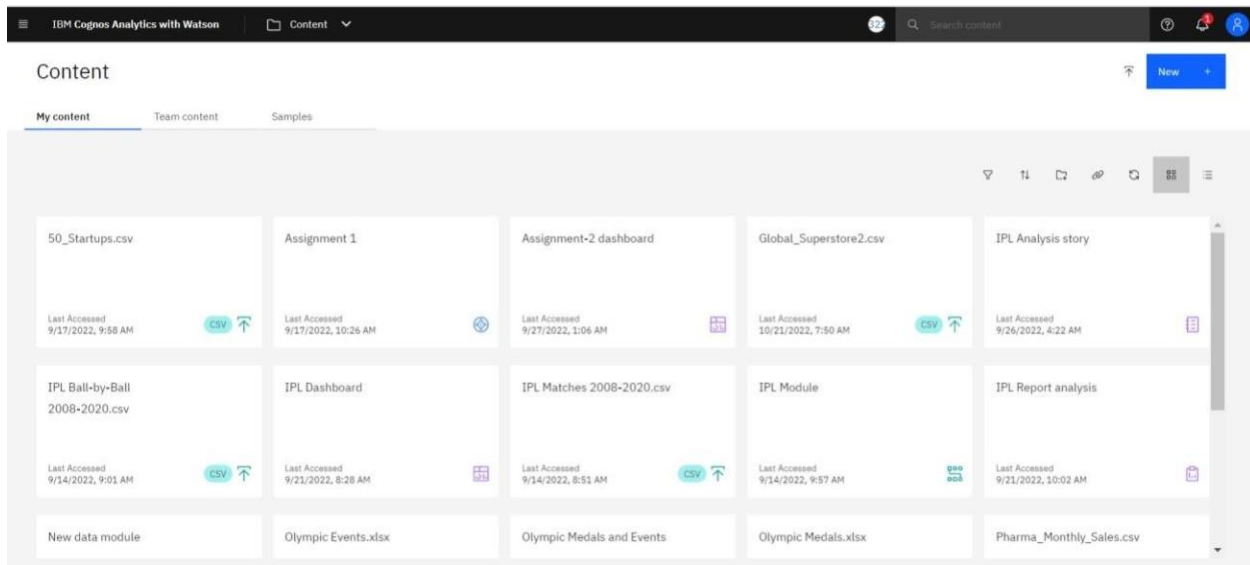 IBM Cognos Analytics with Watson
Content
Search content
1
Content
New +
My content
Team content
Samples
50_Startups.csv
Last Accessed
9/17/2022, 9:58 AM
CSV
Assignment 1
Last Accessed
9/17/2022, 10:26 AM
Assignment-2 dashboard
Last Accessed
9/27/2022, 1:06 AM
Global_Superstore2.csv
Last Accessed
10/21/2022, 7:50 AM
CSV
IPL Analysis story
Last Accessed
9/26/2022, 4:22 AM
IPL Ball-by-Ball
2008-2020.csv
Last Accessed
9/14/2022, 9:01 AM
CSV
IPL Dashboard
Last Accessed
9/21/2022, 8:28 AM
IPL Matches 2008-2020.csv
Last Accessed
9/14/2022, 8:51 AM
CSV
IPL Module
Last Accessed
9/14/2022, 9:57 AM
IPL Report analysis
Last Accessed
9/21/2022, 10:02 AM
New data module
Olympic Events.xlsx
Olympic Medals and Events
Olympic Medals.xlsx
Pharma_Monthly_Sales.csv